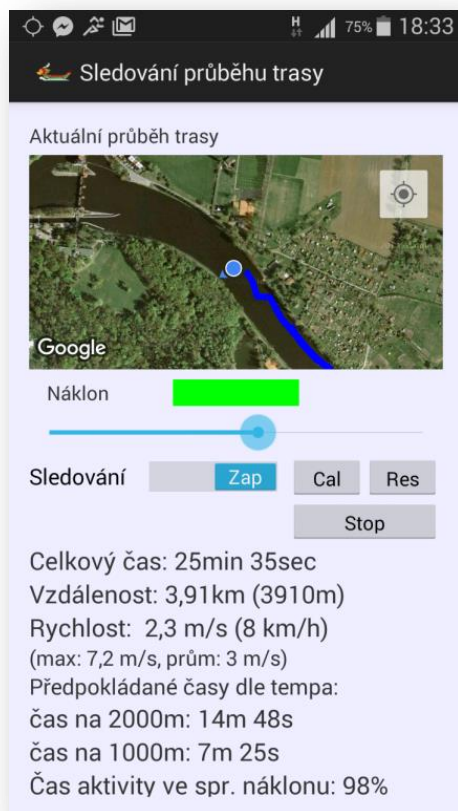 H 75% 18:33
Sledování průběhu trasy
Aktuální průběh trasy
Google
Náklon
Sledování Zap Cal Res
Stop
Celkový čas: 25min 35sec
Vzdálenost: 3,91km (3910m)
Rychlost: 2,3 m/s (8 km/h)
(max: 7,2 m/s, prům: 3 m/s)
Předpokládané časy dle tempa:
čas na 2000m: 14m 48s
čas na 1000m: 7m 25s
Čas aktivity ve spr. náklonu: 98%